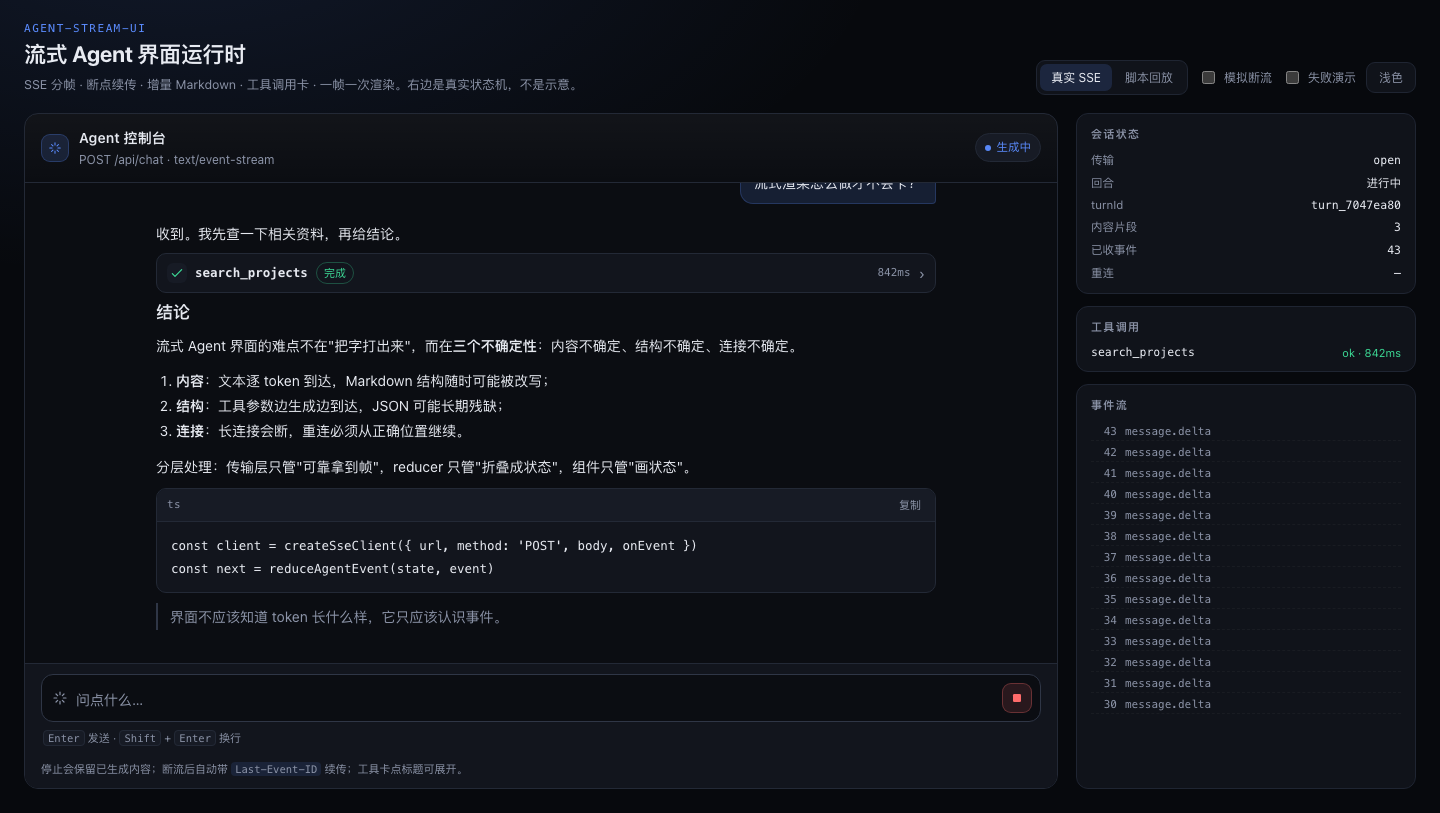 AGENT-STREAM-UI
流式 Agent 界面运行时
SSE 分帧 · 断点续传 · 增量 Markdown · 工具调用卡 · 一帧一次渲染。右边是真实状态机，不是示意。
真实 SSE
脚本回放
模拟断流
失败演示
浅色
Agent 控制台
POST /api/chat · text/event-stream
生成中
流式渲染怎么做才不会卡？
收到。我先查一下相关资料，再给结论。
search_projects 完成 842ms
结论
流式 Agent 界面的难点不在"把字打出来"，而在三个不确定性：内容不确定、结构不确定、连接不确定。
1. 内容：文本逐 token 到达，Markdown 结构随时可能被改写；
2. 结构：工具参数边生成边到达，JSON 可能长期残缺；
3. 连接：长连接会断，重连必须从正确位置继续。
分层处理：传输层只管"可靠拿到帧"，reducer 只管"折叠成状态"，组件只管"画状态"。
ts 复制
const client = createSseClient({ url, method: 'POST', body, onEvent })
const next = reduceAgentEvent(state, event)
界面不应该知道 token 长什么样，它只应该认识事件。
问点什么…
Enter 发送 · Shift + Enter 换行
停止会保留已生成内容；断流后自动带 Last-Event-ID 续传；工具卡点标题可展开。
会话状态
传输 open
回合 进行中
turnId turn_7047ea80
内容片段 3
已收事件 43
重连 —
工具调用
search_projects ok · 842ms
事件流
43 message.delta
42 message.delta
41 message.delta
40 message.delta
39 message.delta
38 message.delta
37 message.delta
36 message.delta
35 message.delta
34 message.delta
33 message.delta
32 message.delta
31 message.delta
30 message.delta